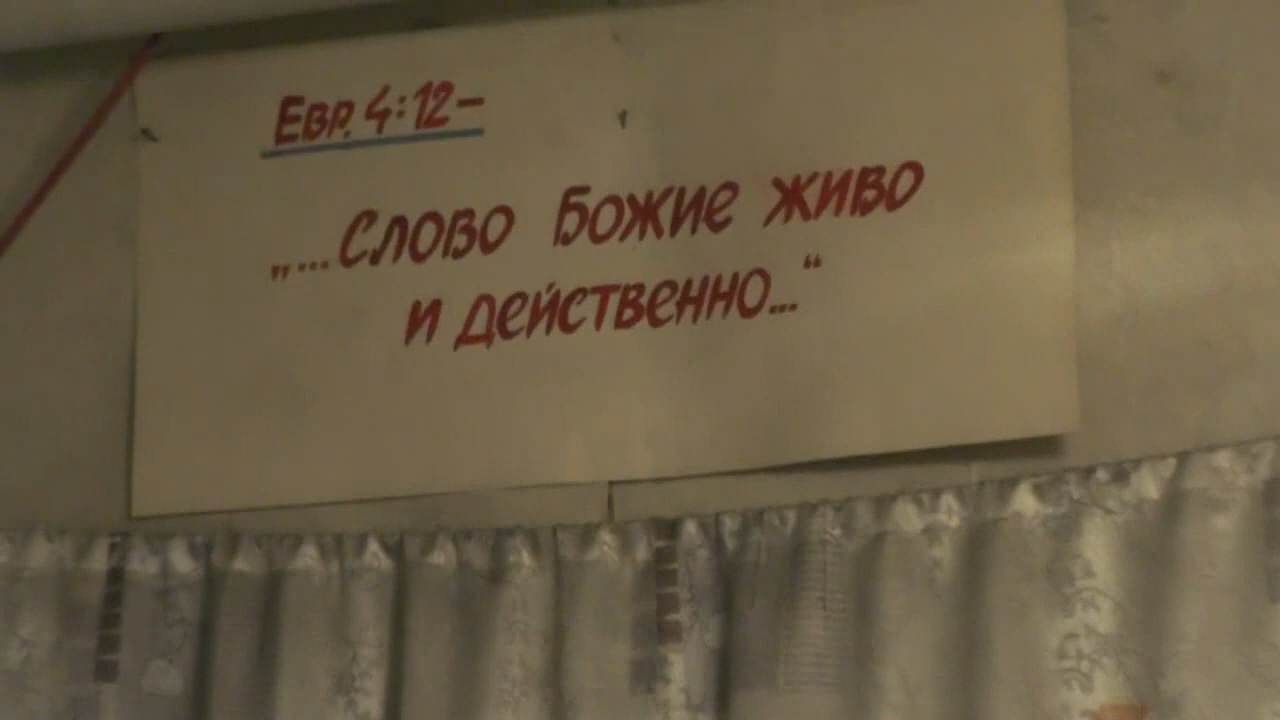 Евр. 4:12–
„...Слово Божие живо
и действенно...“